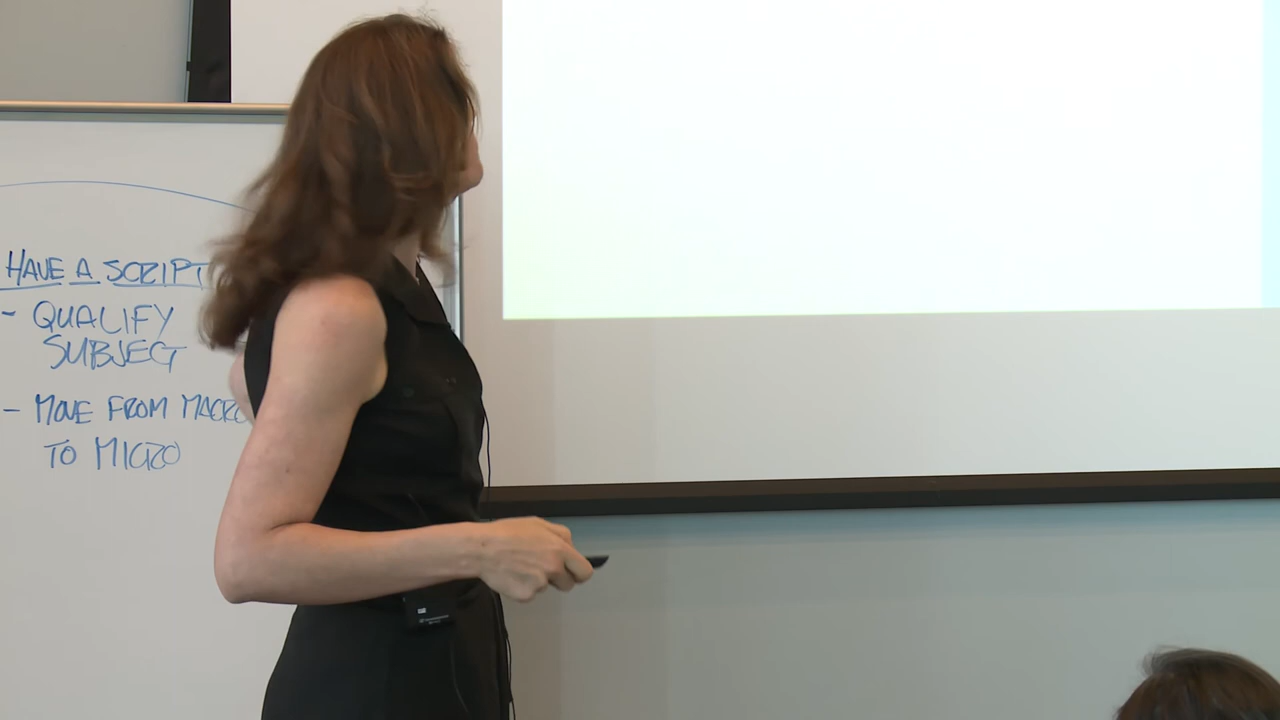 HAVE A SCRIPT
- QUALIFY
SUBJECT
- MOVE FROM MACRO
TO MICRO